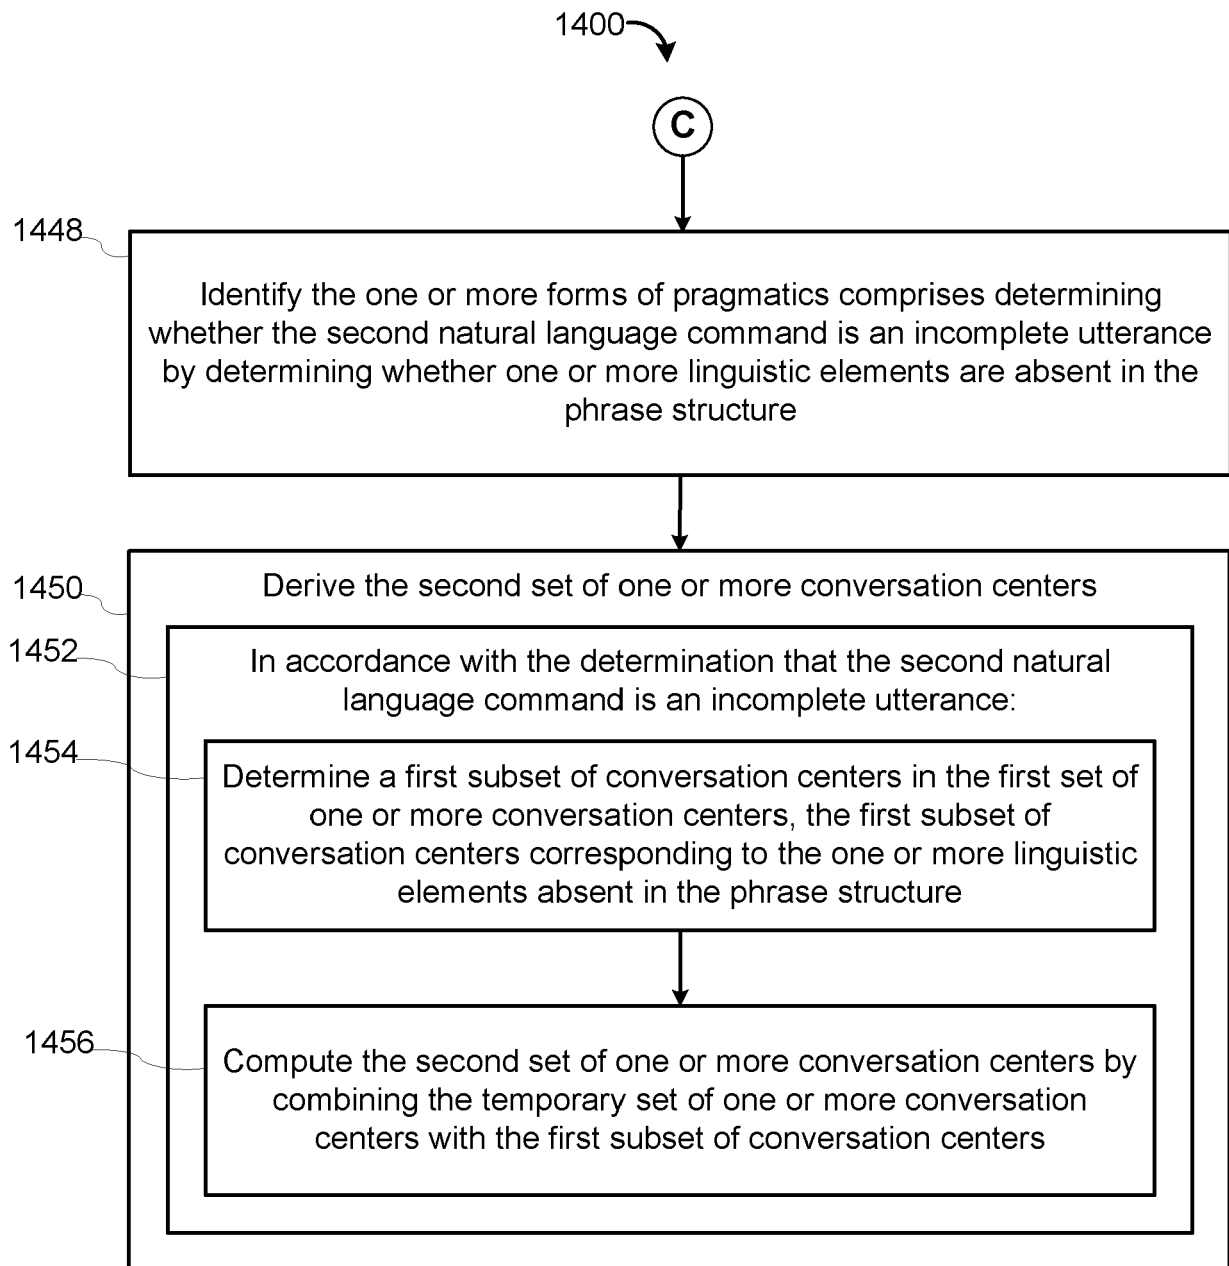 1400
C
1448
Identify the one or more forms of pragmatics comprises determining
whether the second natural language command is an incomplete utterance
by determining whether one or more linguistic elements are absent in the
phrase structure
1450
Derive the second set of one or more conversation centers
1452
In accordance with the determination that the second natural
language command is an incomplete utterance:
1454
Determine a first subset of conversation centers in the first set of
one or more conversation centers, the first subset of
conversation centers corresponding to the one or more linguistic
elements absent in the phrase structure
1456
Compute the second set of one or more conversation centers by
combining the temporary set of one or more conversation
centers with the first subset of conversation centers